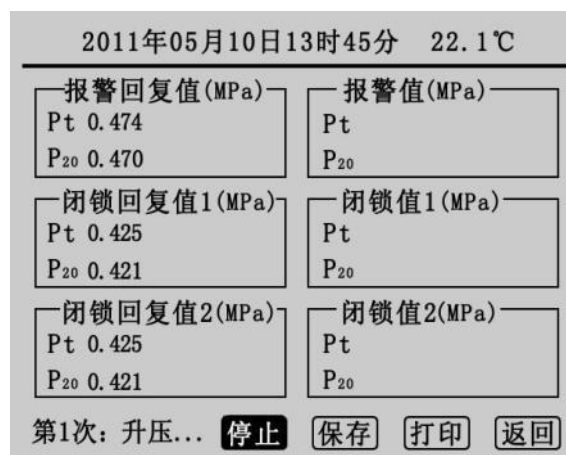 2011年05月10日13时45分 22.1℃
报警回复值(MPa) 报警值(MPa)
Pt 0.474 Pt
P20 0.470 P20
闭锁回复值1(MPa) 闭锁值1(MPa)
Pt 0.425 Pt
P20 0.421 P20
闭锁回复值2(MPa) 闭锁值2(MPa)
Pt 0.425 Pt
P20 0.421 P20
第1次: 升压... 停止 保存 打印 返回